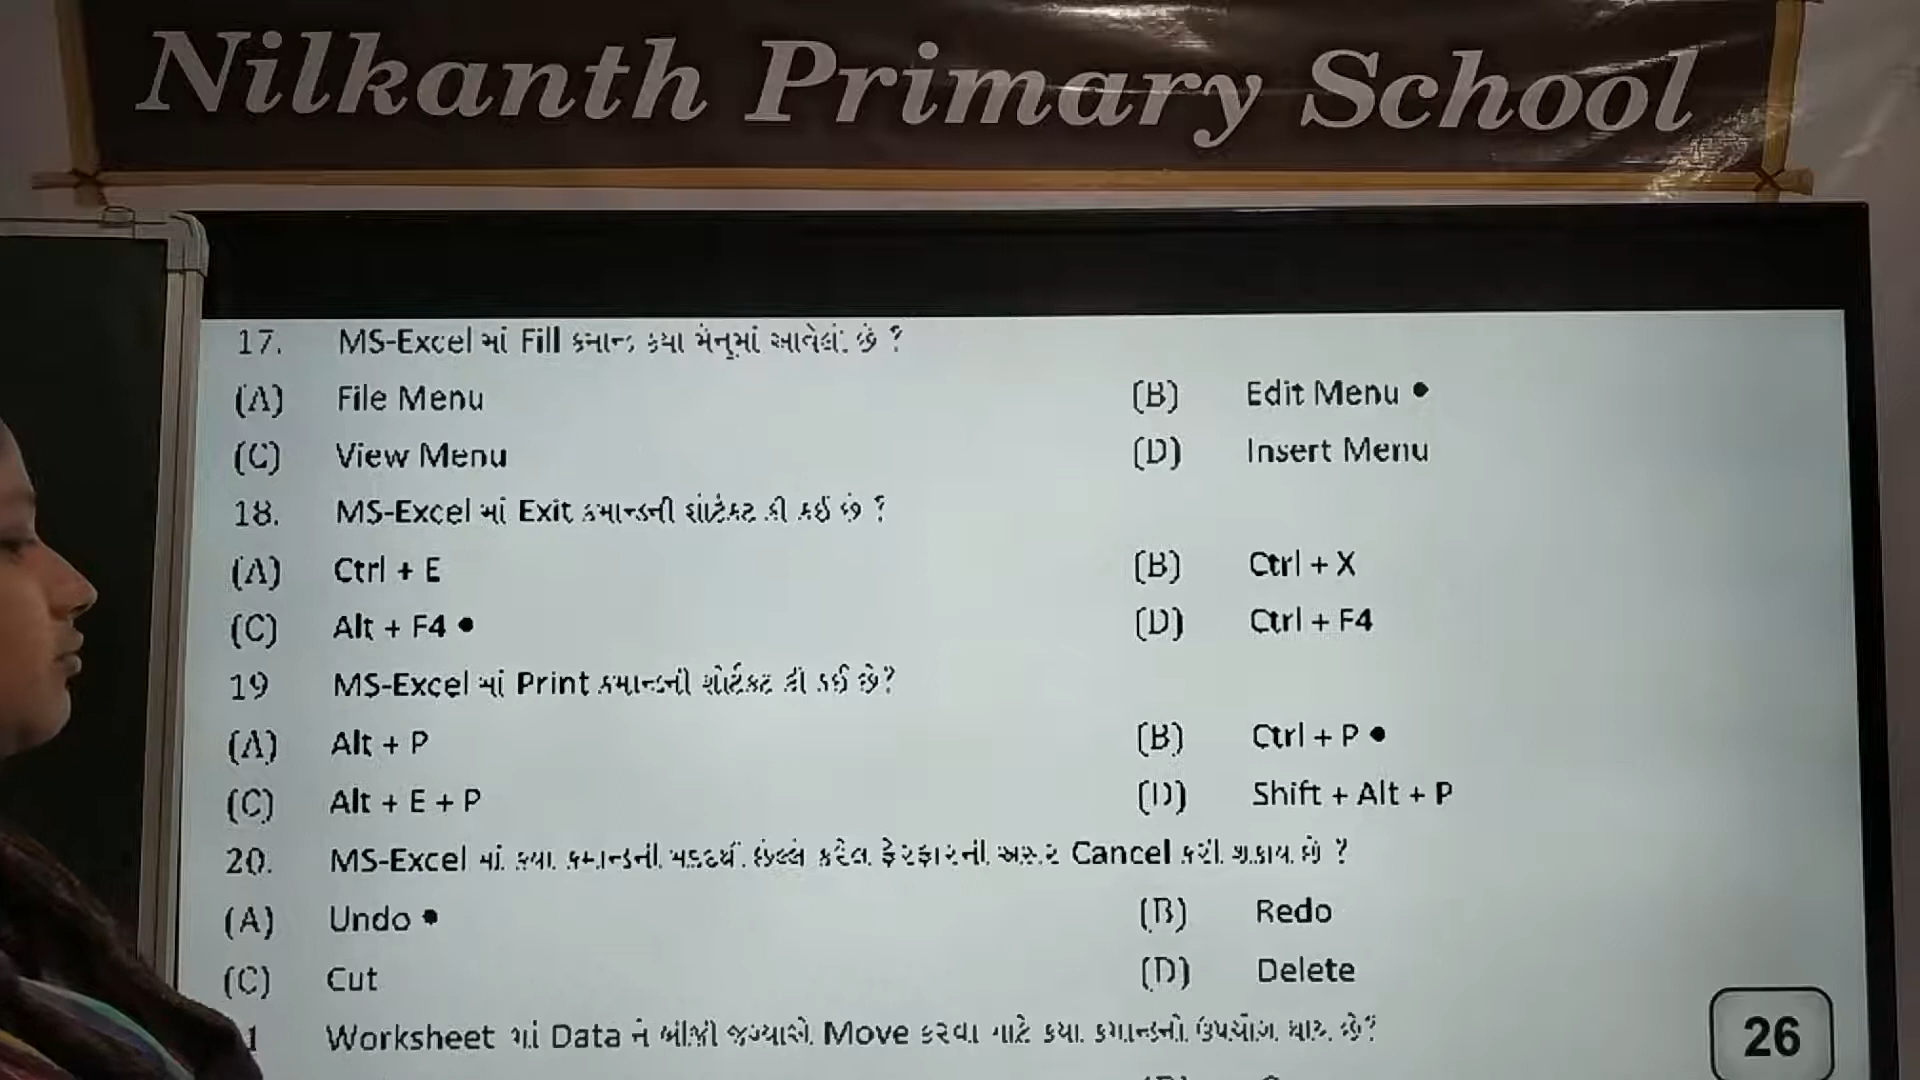 Nilkanth Primary School
17. MS-Excel માં Fill કમાન્ડ કયા મેનૂમાં આવેલો છે ?
(A) File Menu (B) Edit Menu •
(C) View Menu (D) Insert Menu
18. MS-Excel માં Exit કમાન્ડની શોર્ટકટ કી કઈ છે ?
(A) Ctrl + E (B) Ctrl + X
(C) Alt + F4 • (D) Ctrl + F4
19 MS-Excel માં Print કમાન્ડની શોર્ટકટ કી કઈ છે?
(A) Alt + P (B) Ctrl + P •
(C) Alt + E + P (D) Shift + Alt + P
20. MS-Excel માં કયા કમાન્ડની મદદથી છેલ્લે કરેલ ફેરફારની અસર Cancel કરી શકાય છે ?
(A) Undo • (B) Redo
(C) Cut (D) Delete
1 Worksheet માં Data ને બીજી જગ્યાએ Move કરવા માટે કયા કમાન્ડનો ઉપયોગ થાય છે?
26